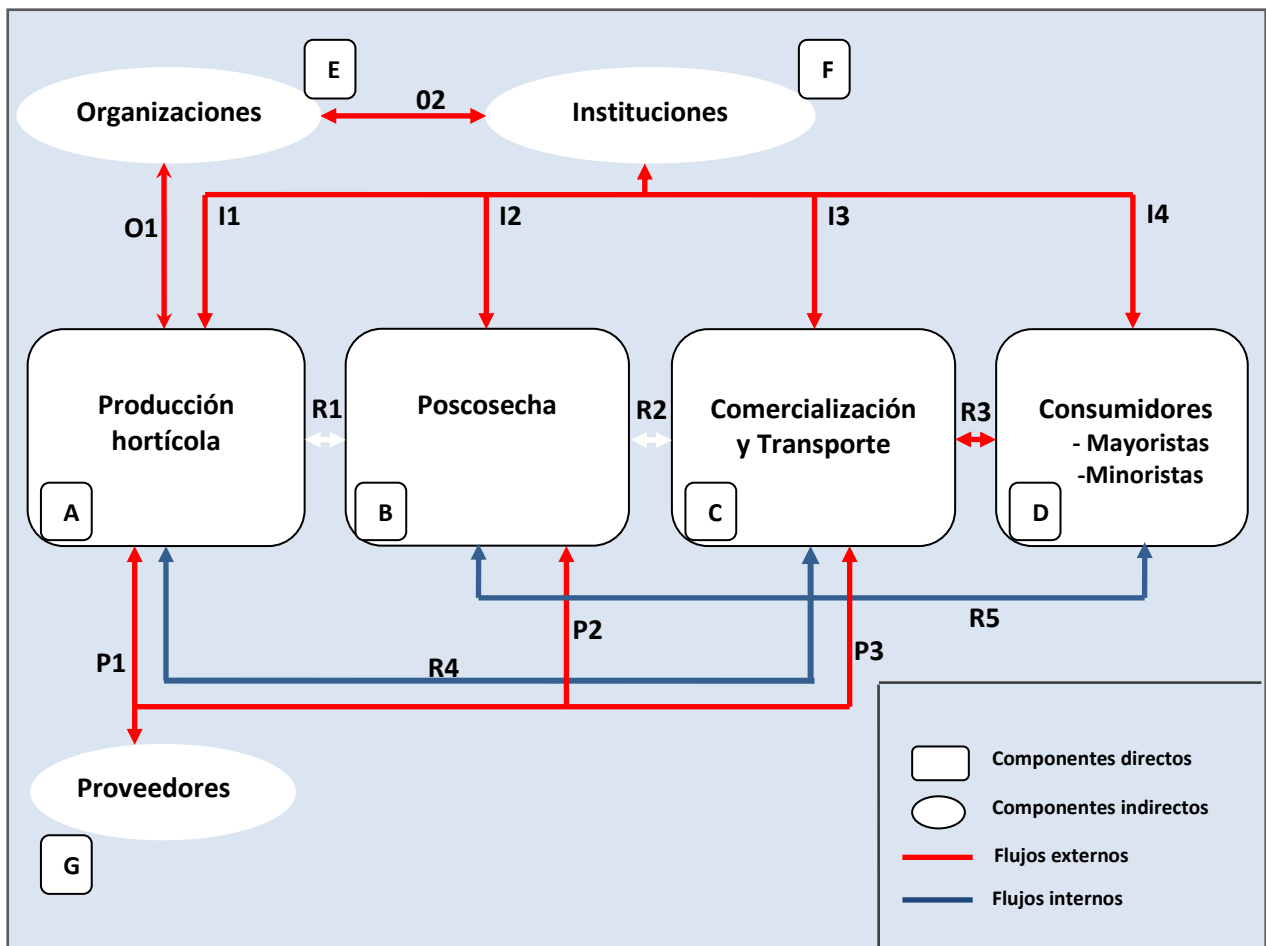 E
F
Organizaciones
02
Instituciones
O1
I1
I2
I3
I4
Producción
hortícola
R1
Poscosecha
R2
Comercialización
y Transporte
R3
Consumidores
- Mayoristas
-Minoristas
A
B
C
D
P1
R4
P2
R5
P3
Proveedores
G
Componentes directos
Componentes indirectos
Flujos externos
Flujos internos